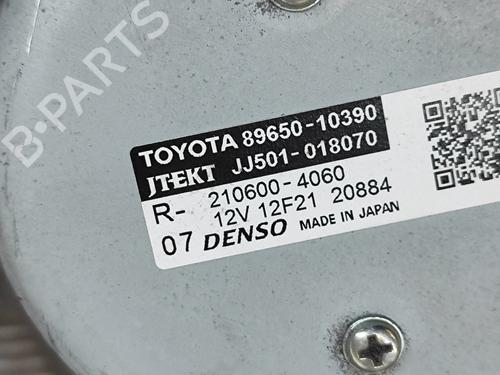 B-PARTS
TOYOTA 89650-10390
JTEKT JJ501-018070
R- 210600-4060
12V 12F21 20884
07 DENSO MADE IN JAPAN